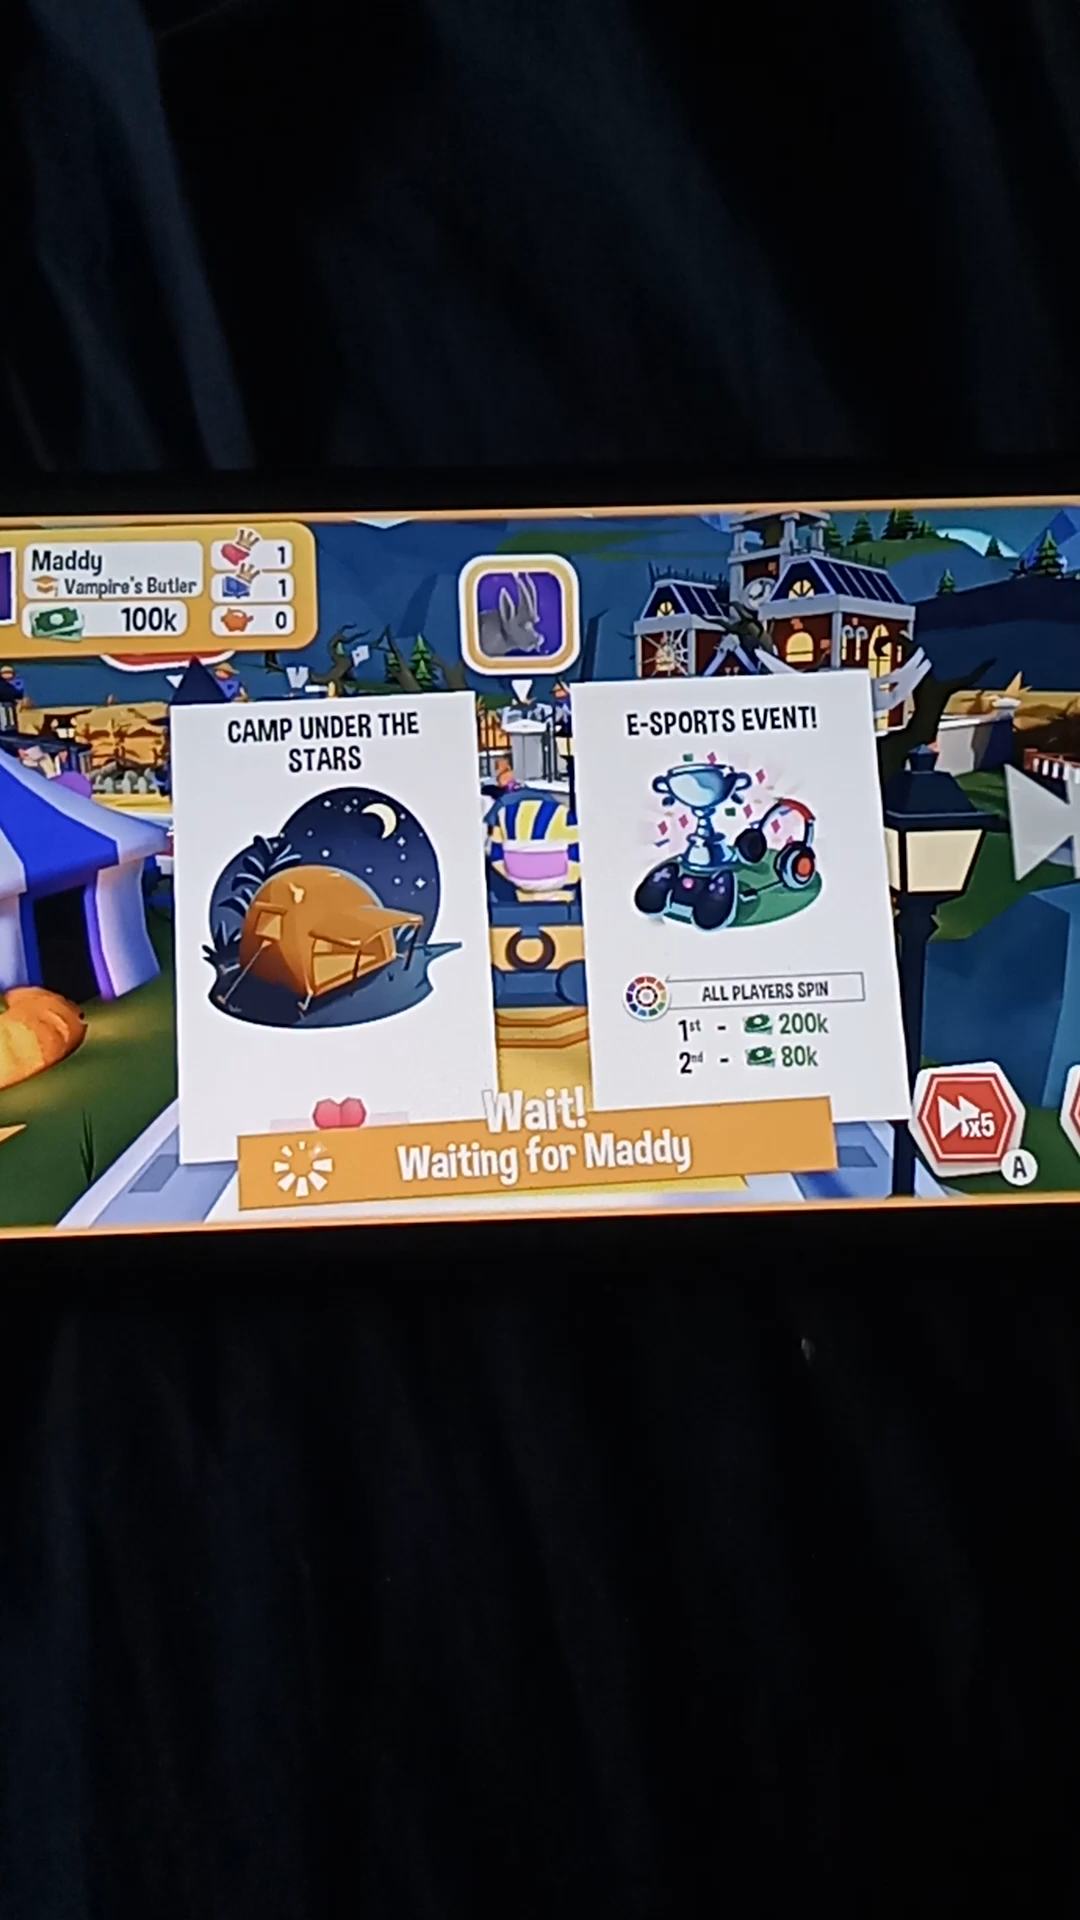 Maddy
Vampire's Butler
100k
1
1
0
CAMP UNDER THE
STARS
E-SPORTS EVENT!
ALL PLAYERS SPIN
1st - 200k
2nd - 80k
Wait!
Waiting for Maddy
x5
A